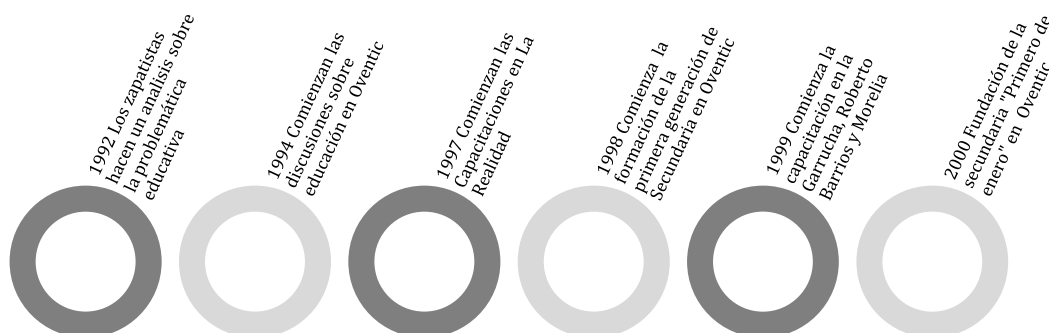 1992 Los zapatistas
hacen un analisis sobre
la problemática
educativa
1994 Comienzan las
discusiones sobre
educación en Oventic
1997 Comienzan las
Capacitaciones en La
Realidad
1998 Comienza la
formación de la
primera generación de
Secundaria en Oventic
1999 Comienza la
capacitación en la
Garrucha, Roberto
Barrios y Morelia
2000 Fundación de la
secundaria "Primero de
enero" en Oventic